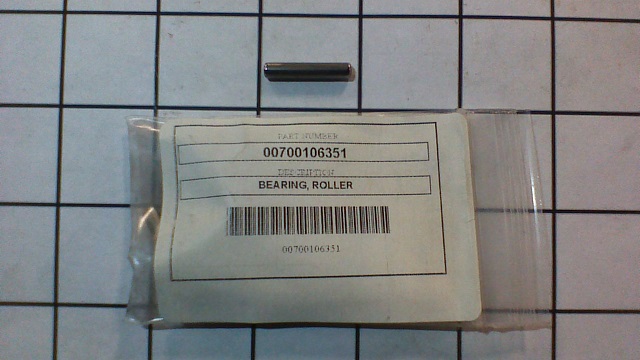 PART NUMBER
00700106351
DESCRIPTION
BEARING, ROLLER
00700106351